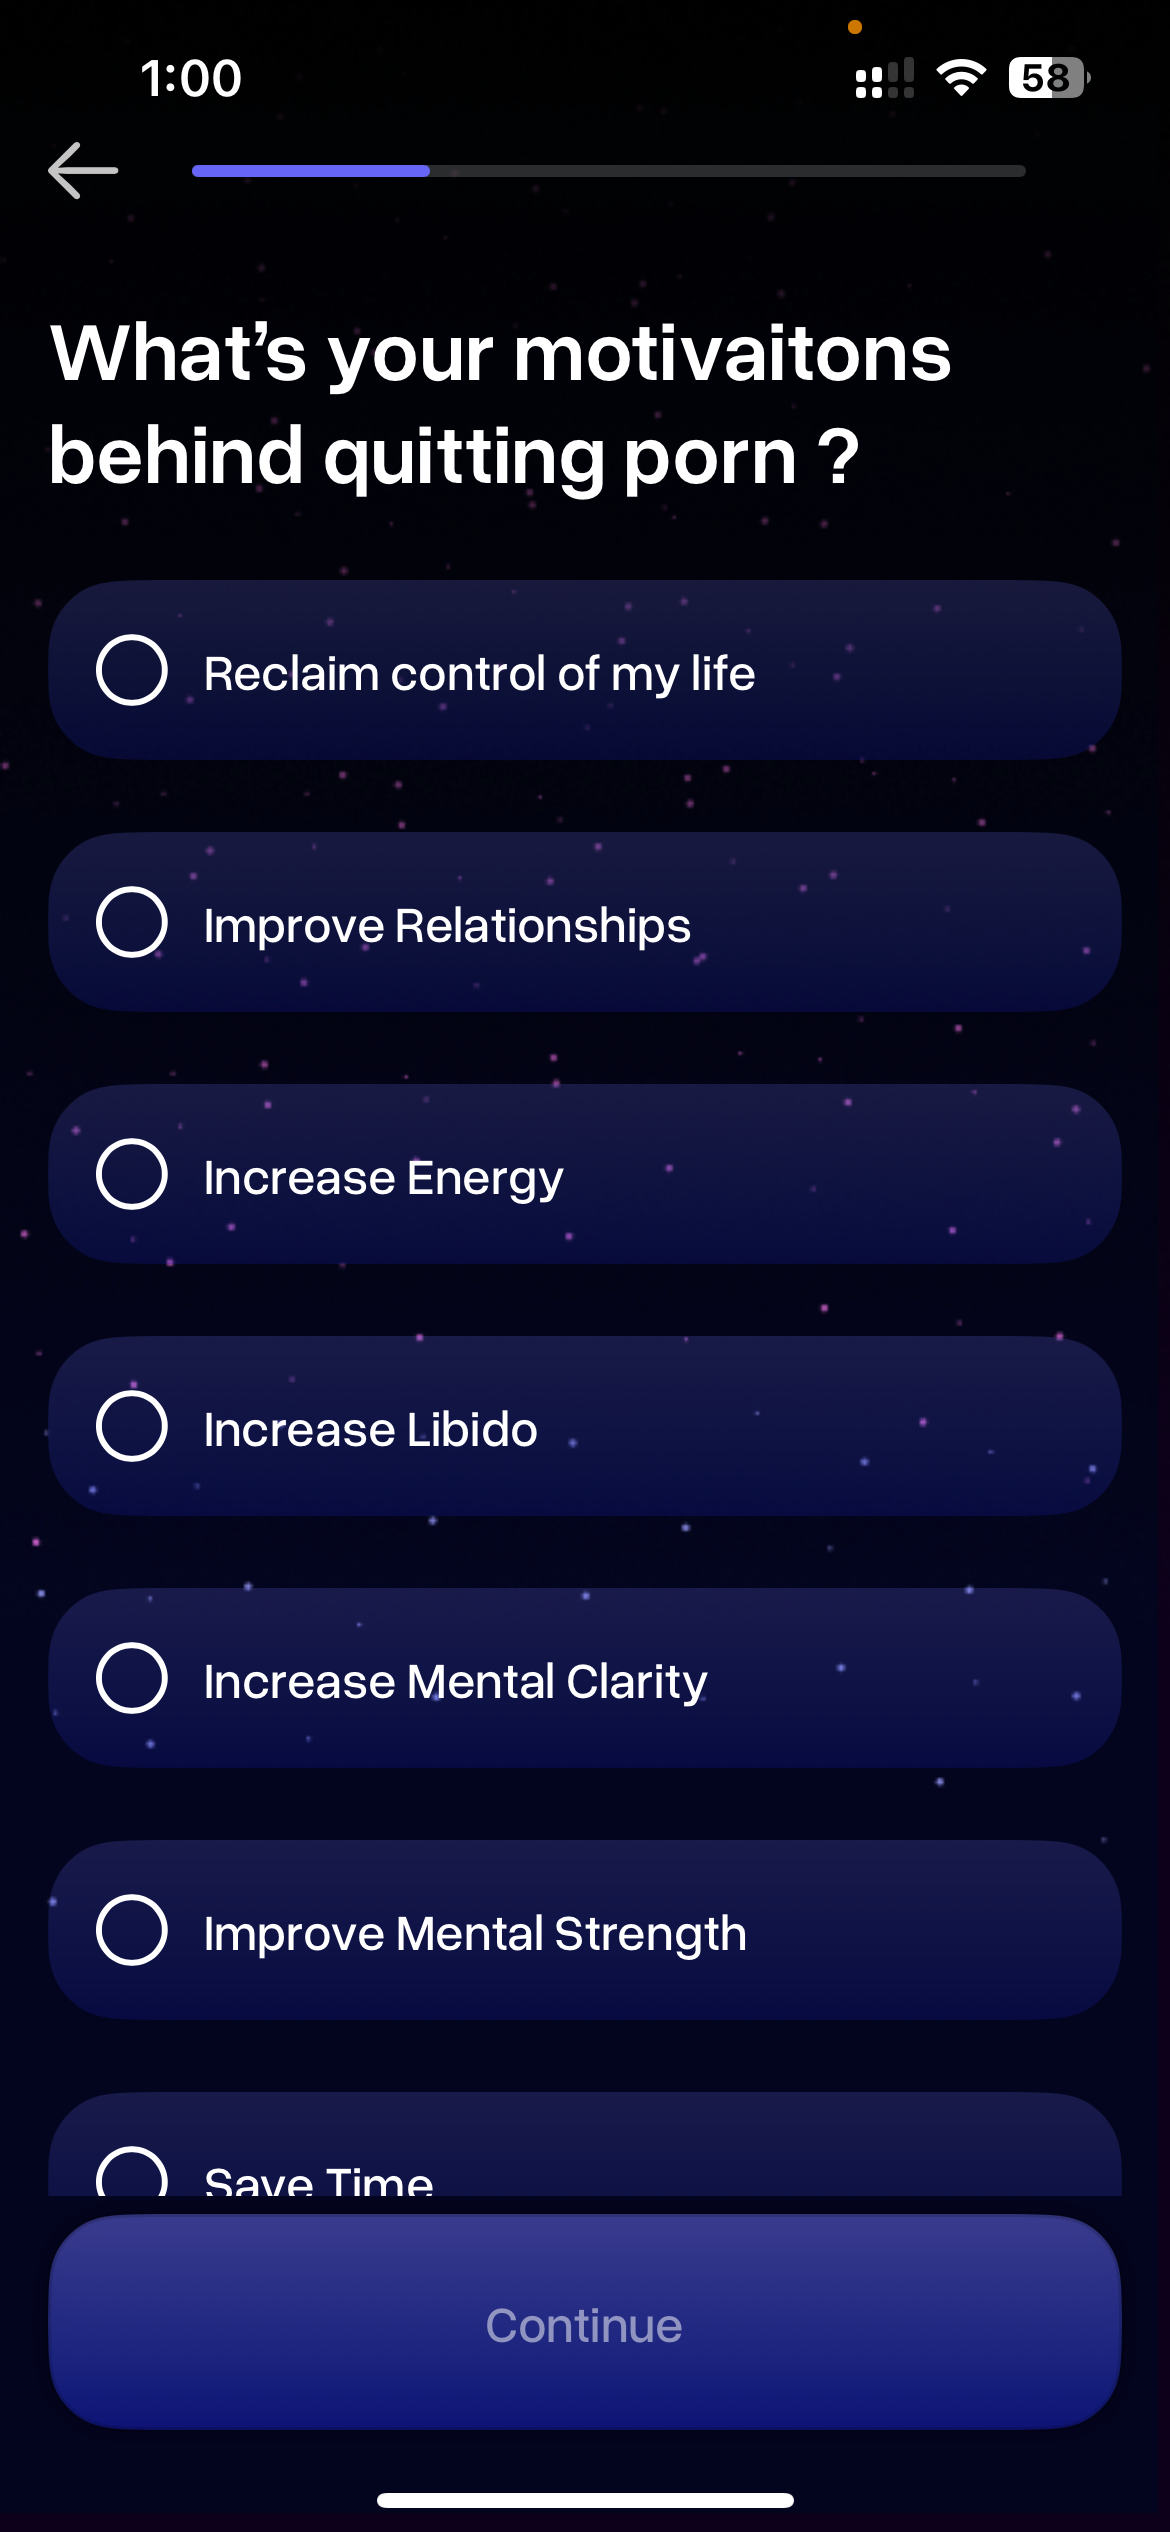 1:00
58
What’s your motivaitons
behind quitting porn ?
Reclaim control of my life
Improve Relationships
Increase Energy
Increase Libido
Increase Mental Clarity
Improve Mental Strength
Save Time
Continue